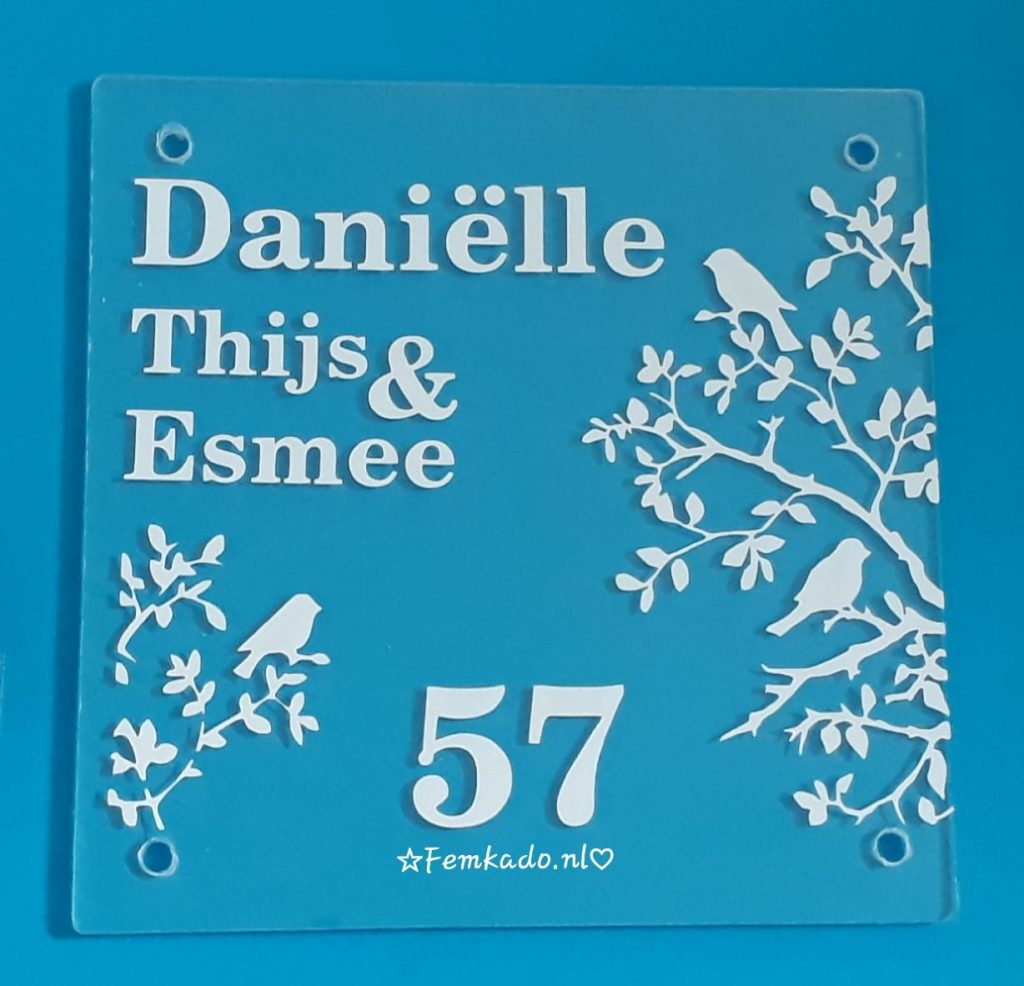 Daniëlle
Thijs &
Esmee
57
☆Femkado.nl♡